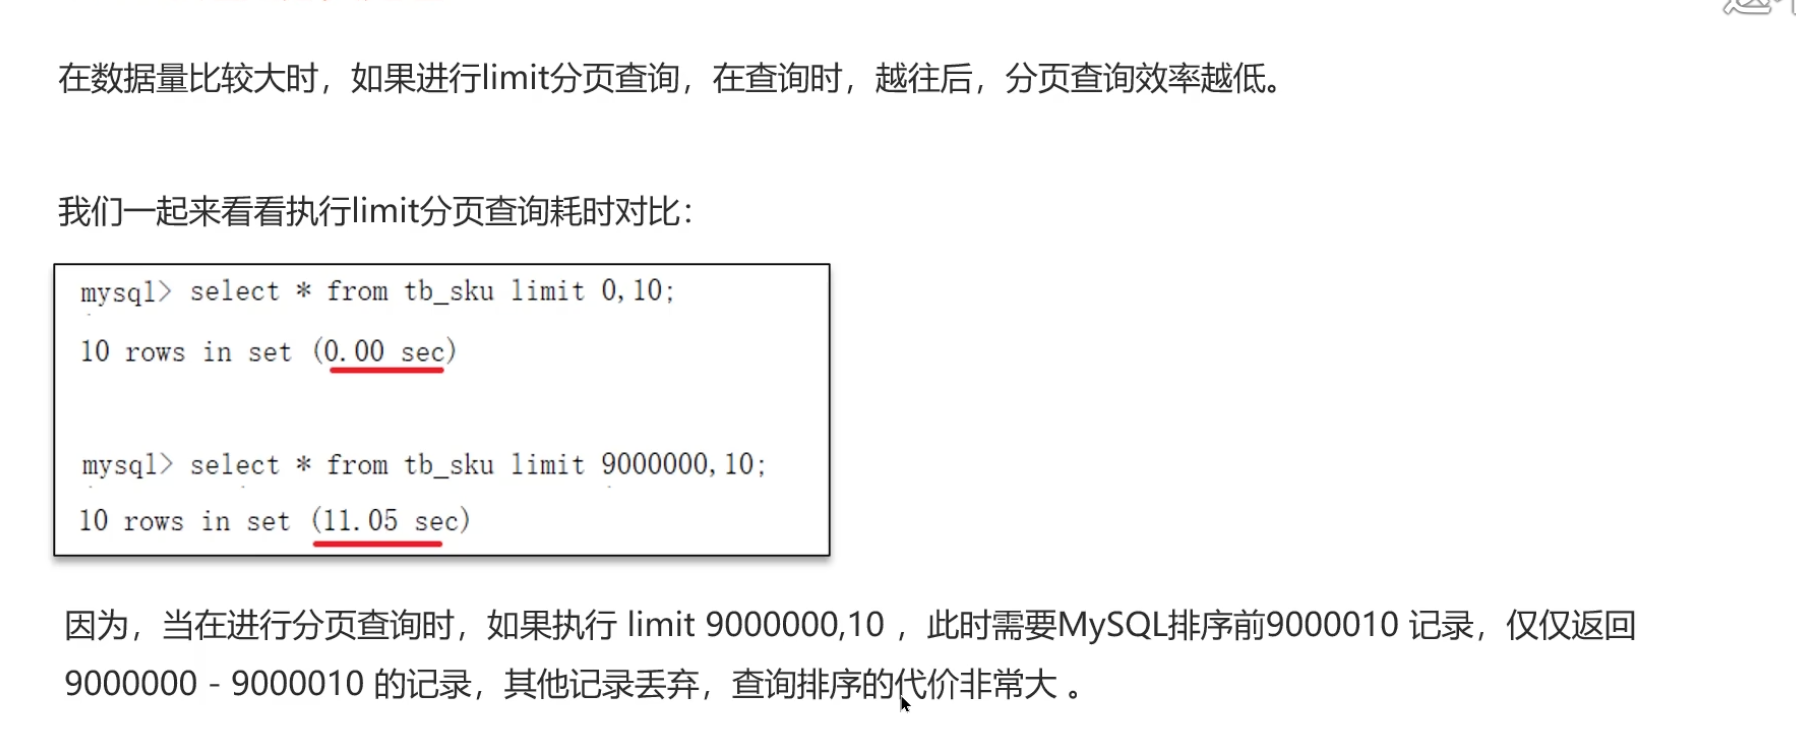 在数据量比较大时，如果进行limit分页查询，在查询时，越往后，分页查询效率越低。
我们一起来看看执行limit分页查询耗时对比：
mysql> select * from tb_sku limit 0,10;
10 rows in set (0.00 sec)
mysql> select * from tb_sku limit 9000000,10;
10 rows in set (11.05 sec)
因为，当在进行分页查询时，如果执行 limit 9000000,10 ，此时需要MySQL排序前9000010 记录，仅仅返回
9000000 - 9000010 的记录，其他记录丢弃，查询排序的代价非常大 。